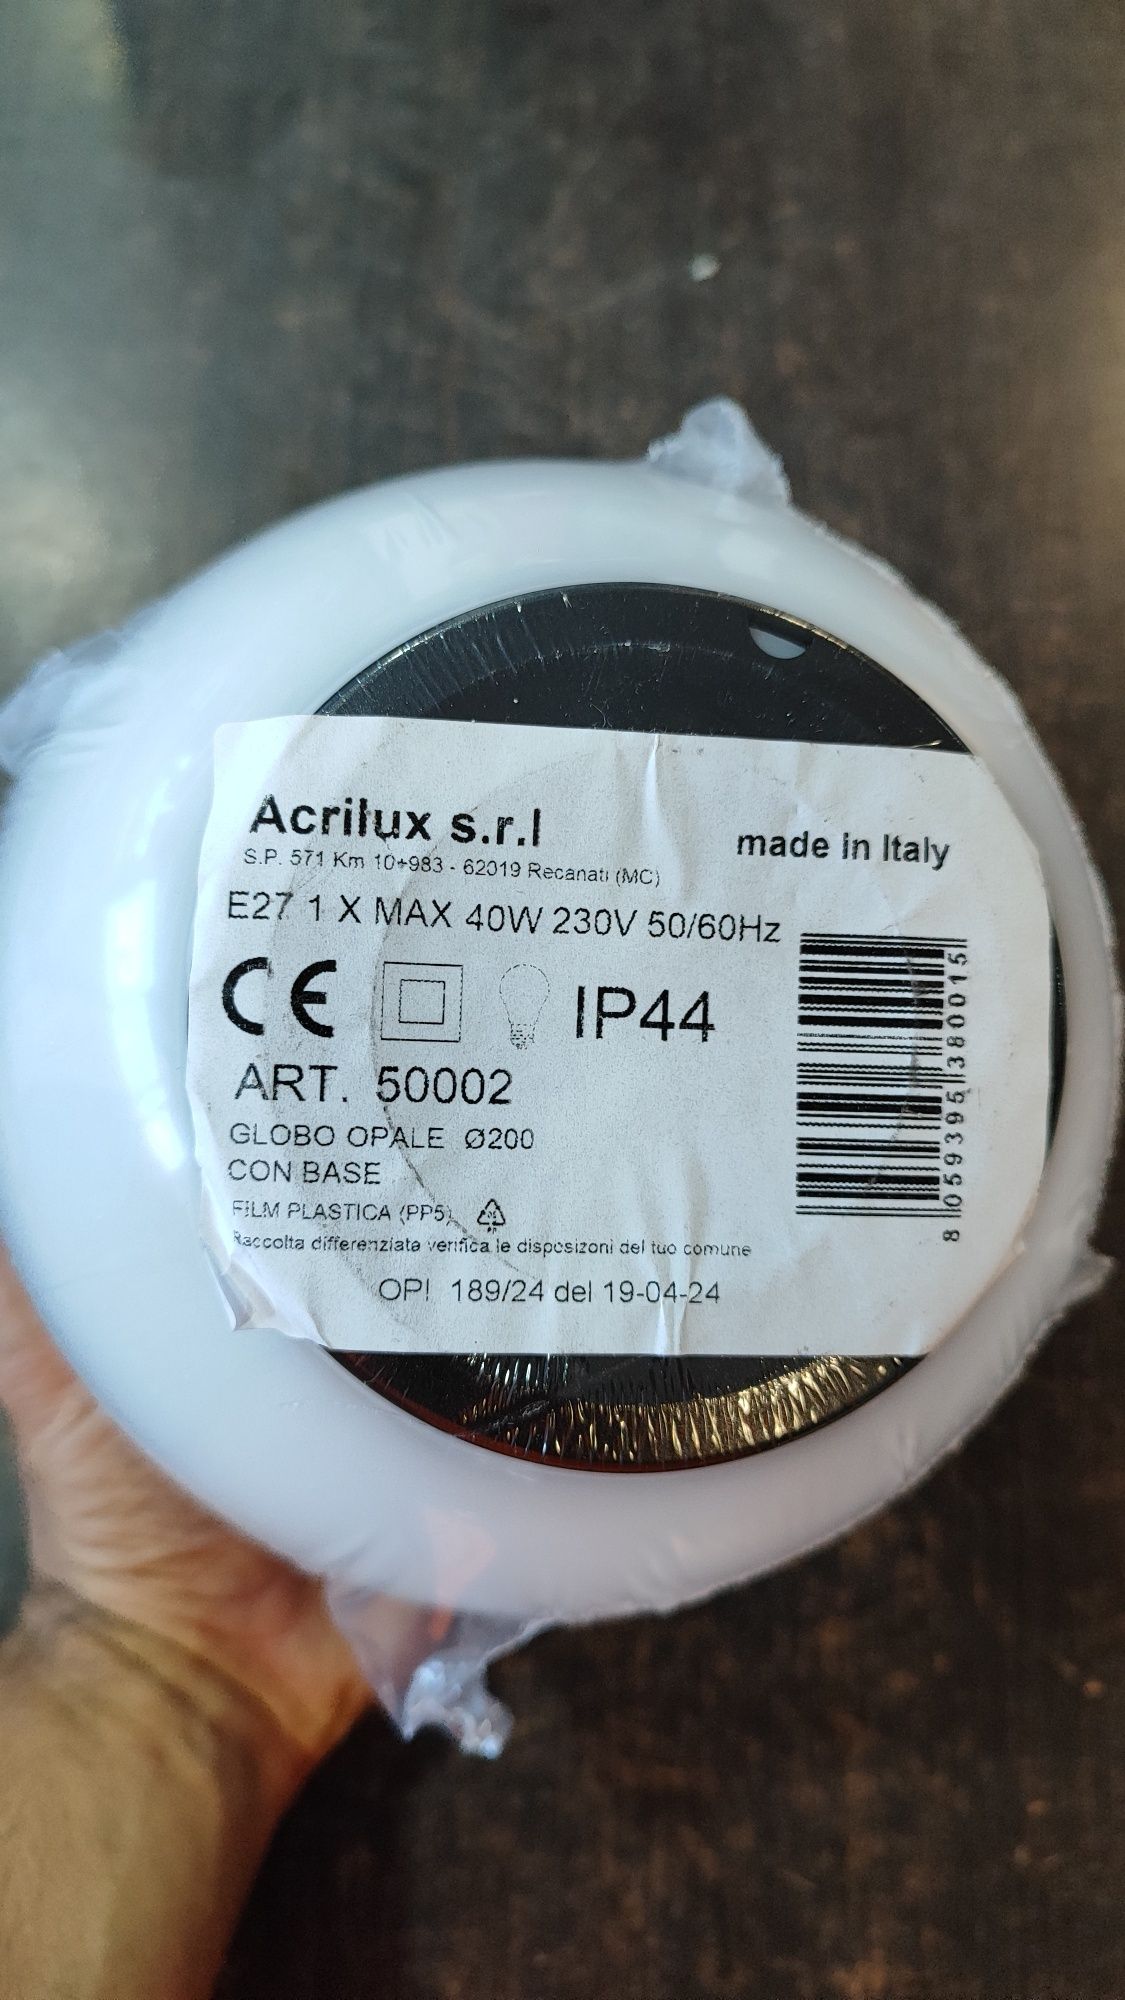 Acrilux s.r.l
made in Italy
S.P. 571 Km 10+983 - 62019 Recanati (MC)
E27 1 X MAX 40W 230V 50/60Hz
CE IP44
ART. 50002
GLOBO OPALE Ø200
CON BASE
FILM PLASTICA (PP5)
Raccolta differenziata verifica le disposizoni del tuo comune
OP! 189/24 del 19-04-24
8 059395 380015